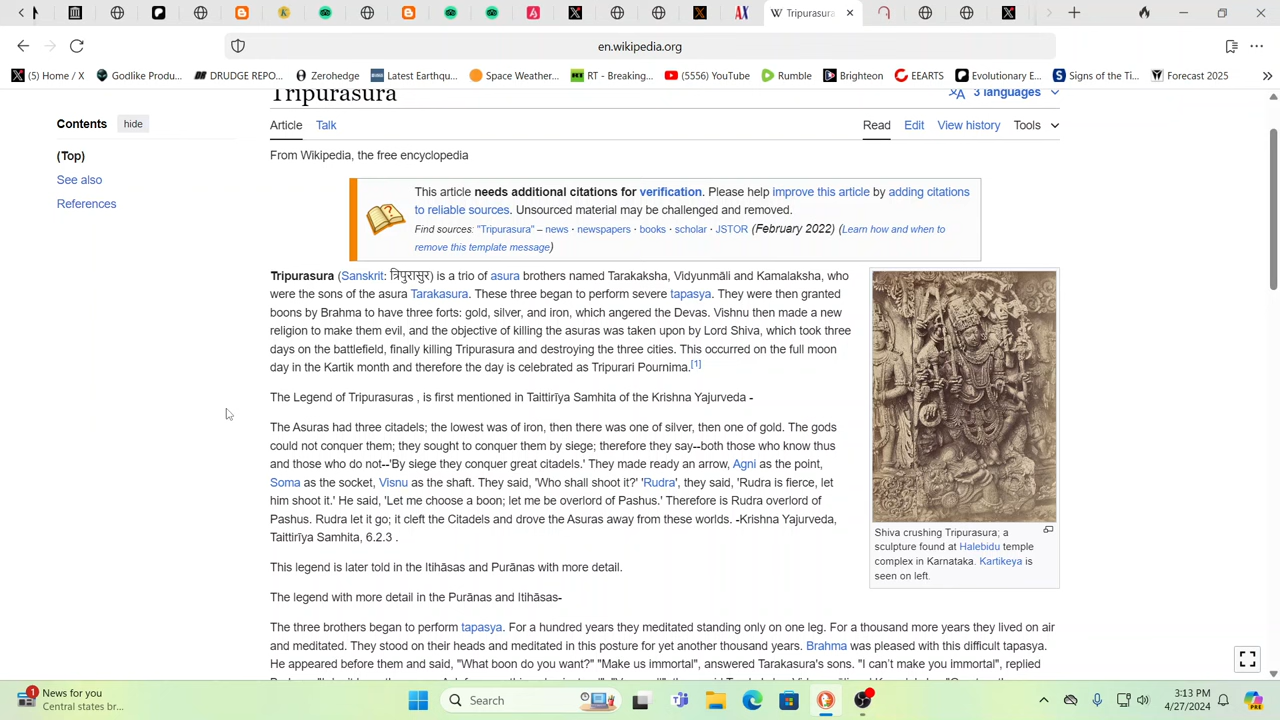 Tripurasura
en.wikipedia.org
(5) Home / X
Godlike Produ...
DRUDGE REPO...
Zerohedge
Latest Earthqu...
Space Weather...
RT - Breaking...
(5556) YouTube
Rumble
Brighteon
EEARTS
Evolutionary E...
Signs of the Ti...
Forecast 2025
Tripurasura
3 languages
Contents hide
Article Talk
Read Edit View history Tools
(Top)
From Wikipedia, the free encyclopedia
See also
References
This article needs additional citations for verification. Please help improve this article by adding citations
to reliable sources. Unsourced material may be challenged and removed.
Find sources: "Tripurasura" – news · newspapers · books · scholar · JSTOR (February 2022) (Learn how and when to
remove this template message)
Tripurasura (Sanskrit: त्रिपुरासुर) is a trio of asura brothers named Tarakaksha, Vidyunmāli and Kamalaksha, who
were the sons of the asura Tarakasura. These three began to perform severe tapasya. They were then granted
boons by Brahma to have three forts: gold, silver, and iron, which angered the Devas. Vishnu then made a new
religion to make them evil, and the objective of killing the asuras was taken upon by Lord Shiva, which took three
days on the battlefield, finally killing Tripurasura and destroying the three cities. This occurred on the full moon
day in the Kartik month and therefore the day is celebrated as Tripurari Pournima.[1]
The Legend of Tripurasuras , is first mentioned in Taittirīya Samhita of the Krishna Yajurveda -
The Asuras had three citadels; the lowest was of iron, then there was one of silver, then one of gold. The gods
could not conquer them; they sought to conquer them by siege; therefore they say--both those who know thus
and those who do not--'By siege they conquer great citadels.' They made ready an arrow, Agni as the point,
Soma as the socket, Visnu as the shaft. They said, 'Who shall shoot it?' 'Rudra', they said, 'Rudra is fierce, let
him shoot it.' He said, 'Let me choose a boon; let me be overlord of Pashus.' Therefore is Rudra overlord of
Pashus. Rudra let it go; it cleft the Citadels and drove the Asuras away from these worlds. -Krishna Yajurveda,
Taittirīya Samhita, 6.2.3 .
Shiva crushing Tripurasura; a
sculpture found at Halebidu temple
complex in Karnataka. Kartikeya is
seen on left.
This legend is later told in the Itihāsas and Purānas with more detail.
The legend with more detail in the Purānas and Itihāsas-
The three brothers began to perform tapasya. For a hundred years they meditated standing only on one leg. For a thousand more years they lived on air
and meditated. They stood on their heads and meditated in this posture for yet another thousand years. Brahma was pleased with this difficult tapasya.
He appeared before them and said, "What boon do you want?" "Make us immortal", answered Tarakasura's sons. "I can't make you immortal", replied
1
News for you
Central states br...
Search
3:13 PM
4/27/2024
PRE